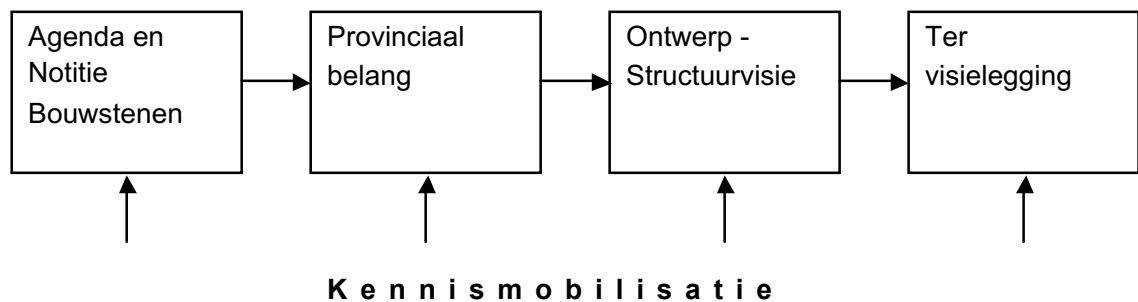 Agenda en
Notitie
Bouwstenen
Provinciaal
belang
Ontwerp -
Structuurvisie
Ter
visielegging
K e n n i s m o b i l i s a t i e